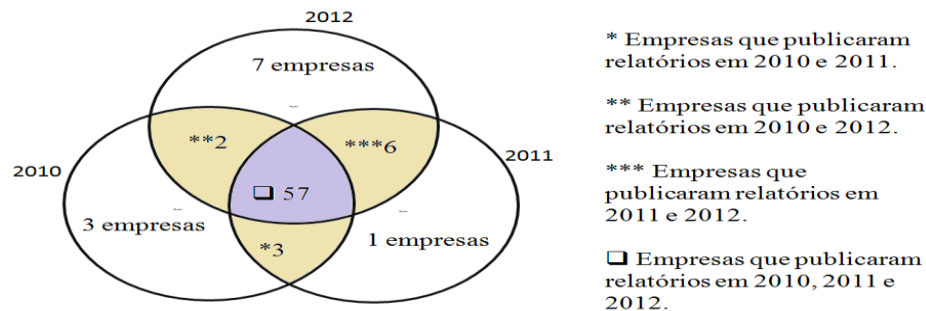 2012
7 empresas
**2
***6
2010
2011
❑ 57
3 empresas
*3
1 empresas
* Empresas que publicaram
relatórios em 2010 e 2011.
** Empresas que publicaram
relatórios em 2010 e 2012.
*** Empresas que
publicaram relatórios em
2011 e 2012.
❑ Empresas que publicaram
relatórios em 2010, 2011 e
2012.